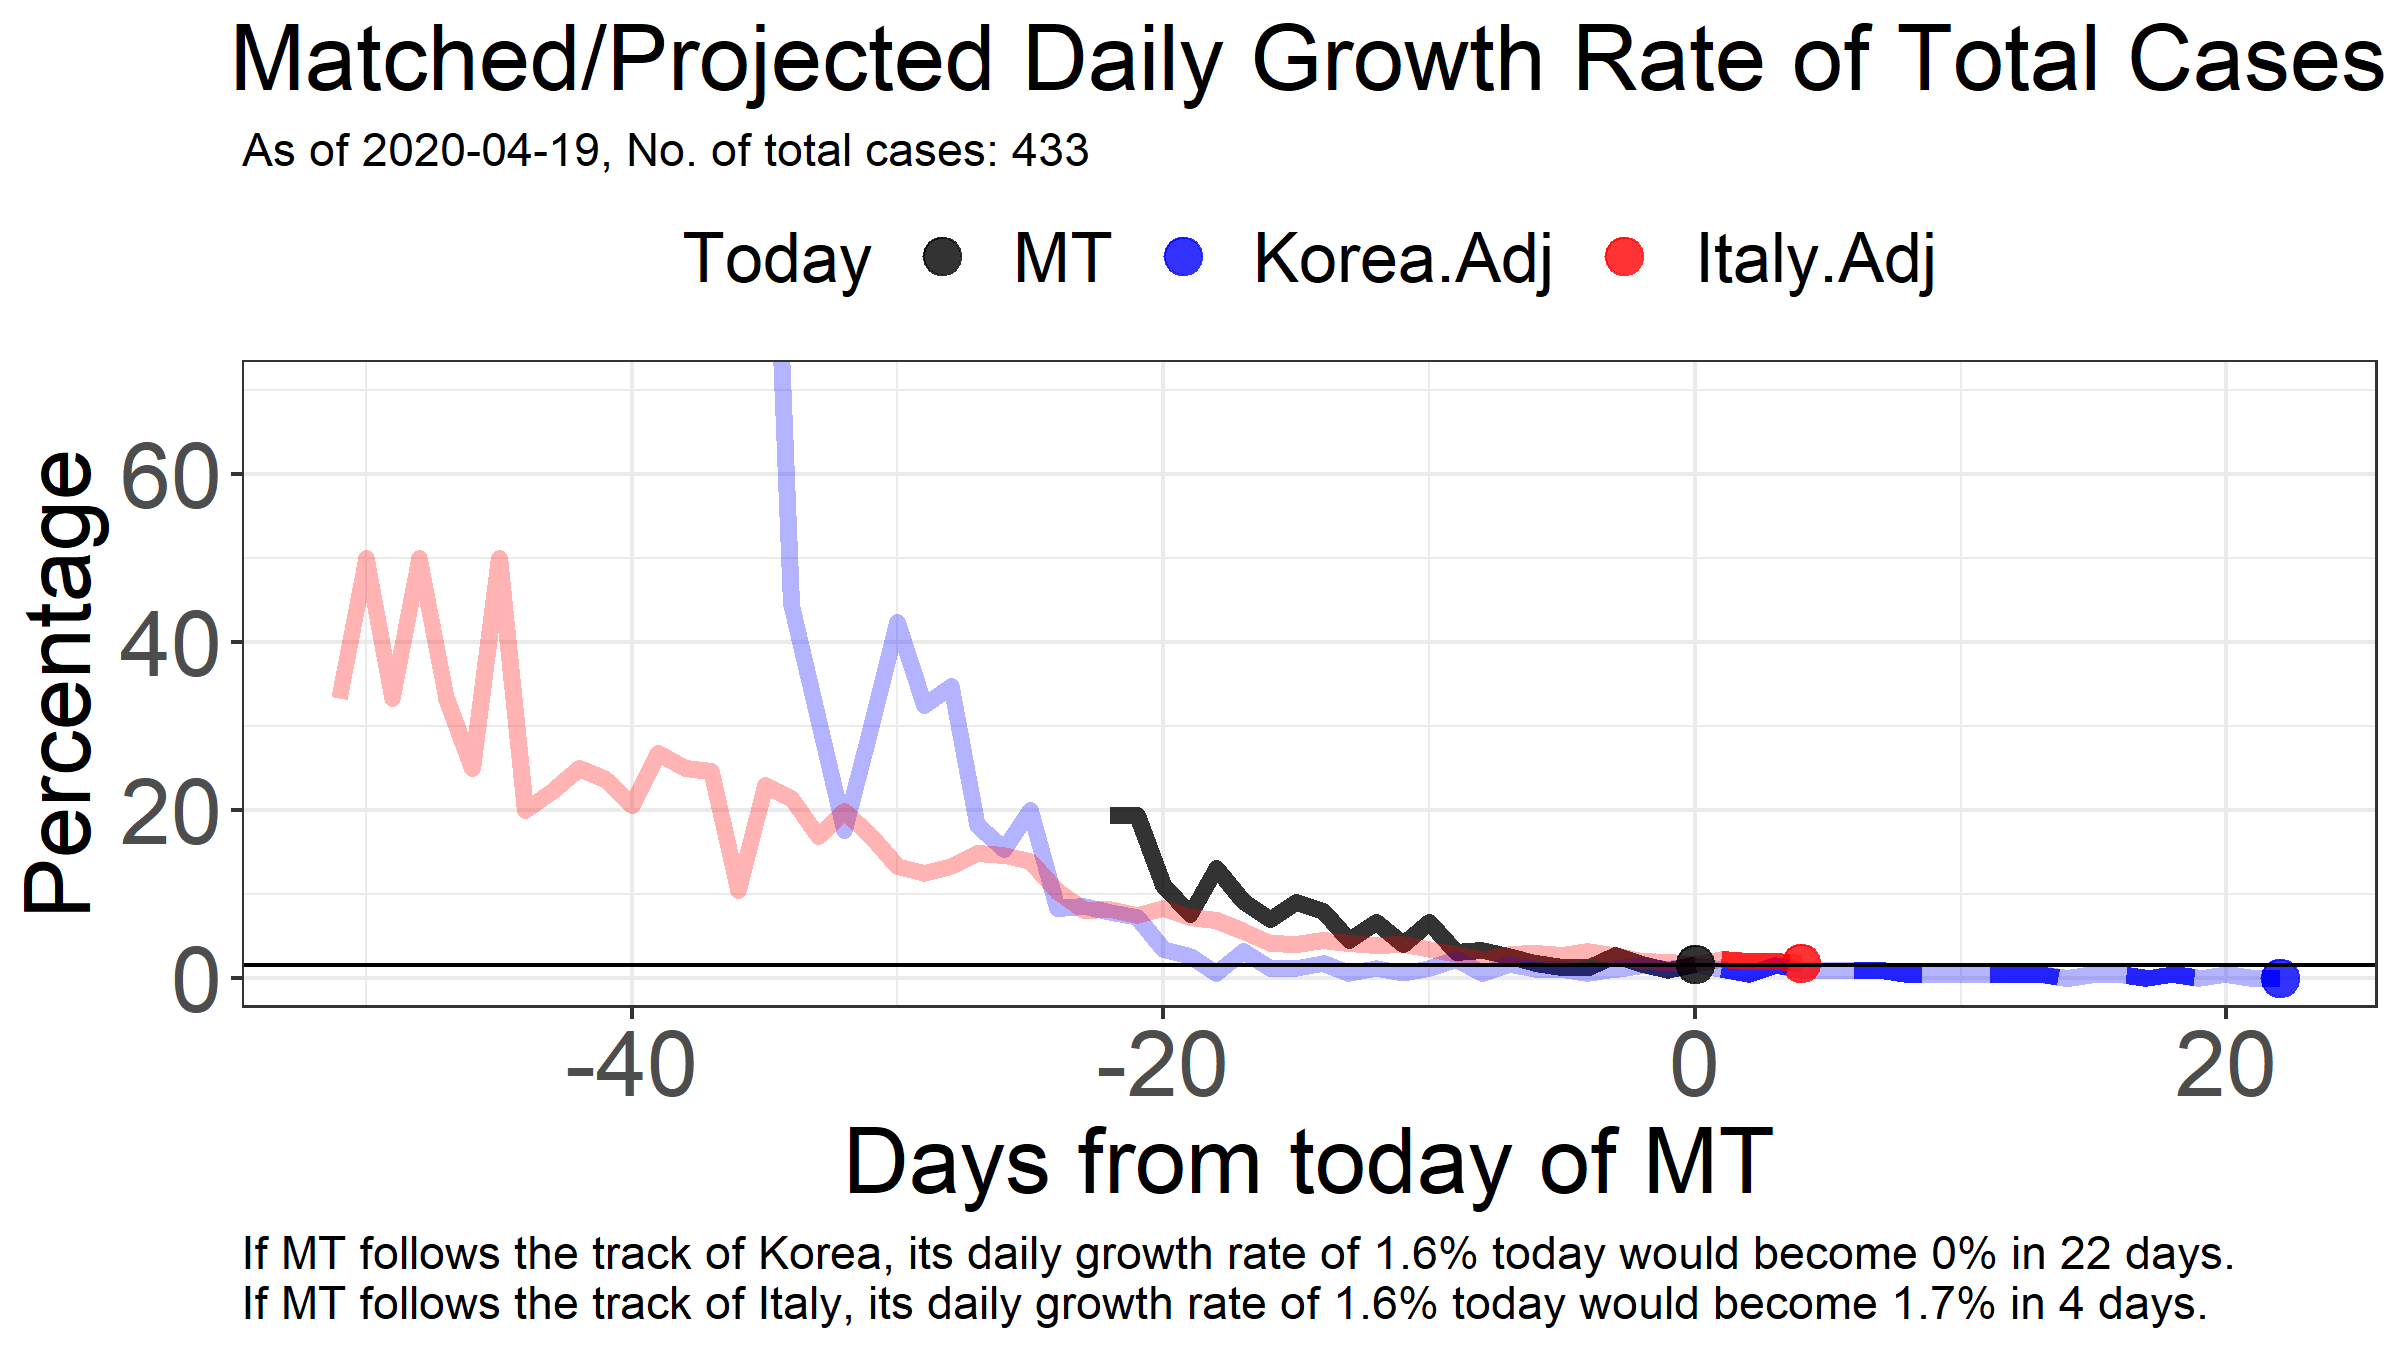 Matched/Projected Daily Growth Rate of Total Cases
As of 2020-04-19, No. of total cases: 433
Today MT Korea.Adj Italy.Adj
Percentage
60
40
20
0
-40 -20 0 20
Days from today of MT
If MT follows the track of Korea, its daily growth rate of 1.6% today would become 0% in 22 days.
If MT follows the track of Italy, its daily growth rate of 1.6% today would become 1.7% in 4 days.